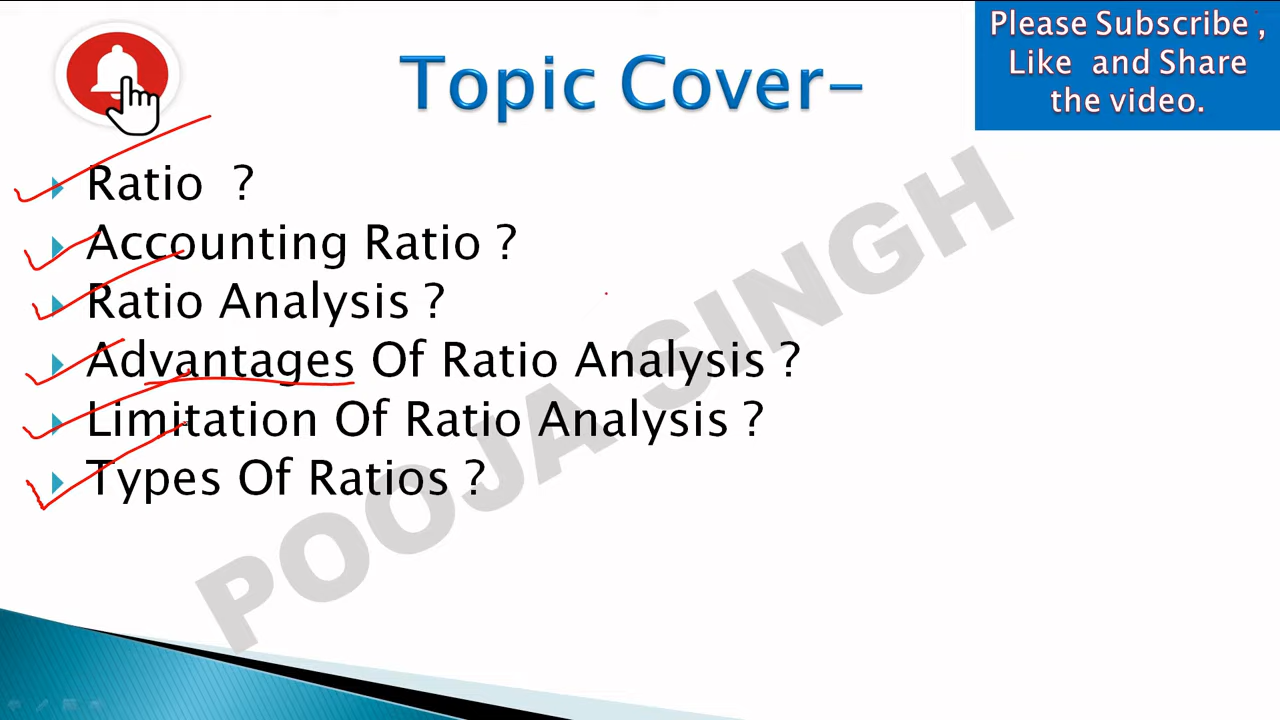 Please Subscribe ,
Like and Share
the video.
Topic Cover-
Ratio ?
Accounting Ratio ?
Ratio Analysis ?
Advantages Of Ratio Analysis ?
Limitation Of Ratio Analysis ?
Types Of Ratios ?
POOJA SINGH